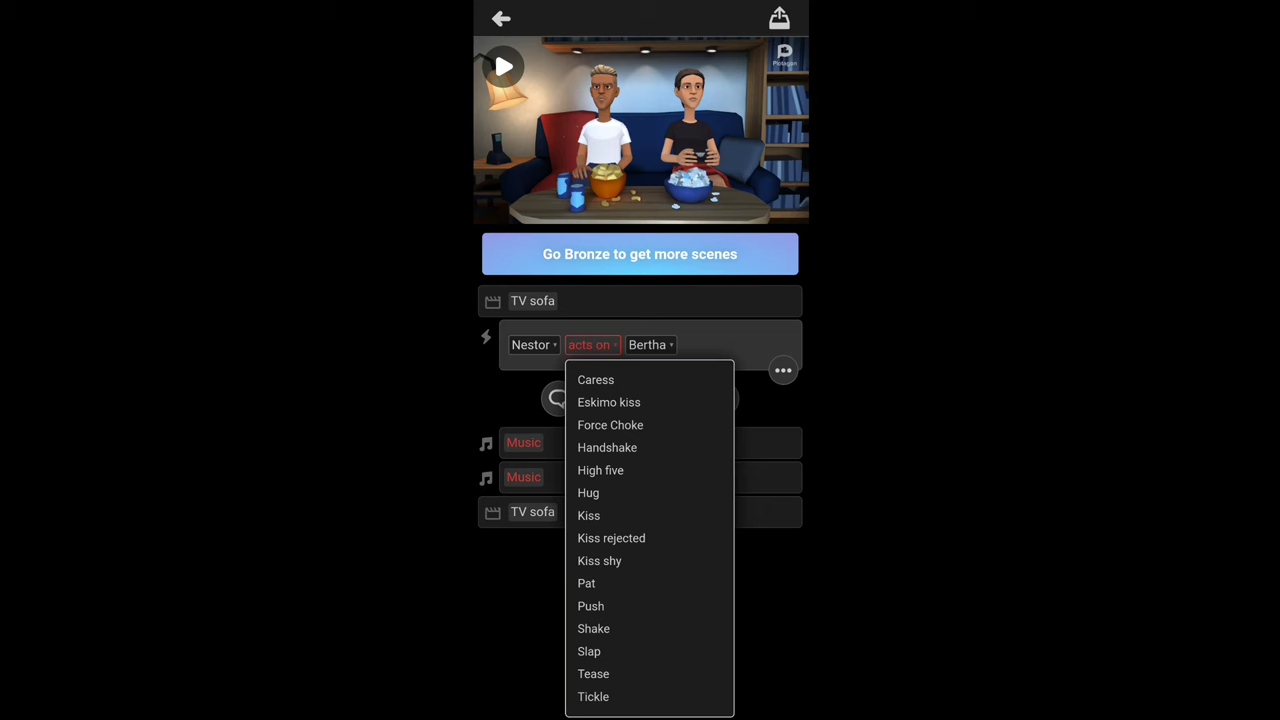 Plotagon
Go Bronze to get more scenes
TV sofa
Nestor acts on Bertha
Caress
Eskimo kiss
Force Choke
Handshake
High five
Hug
Kiss
Kiss rejected
Kiss shy
Pat
Push
Shake
Slap
Tease
Tickle
Music
Music
TV sofa